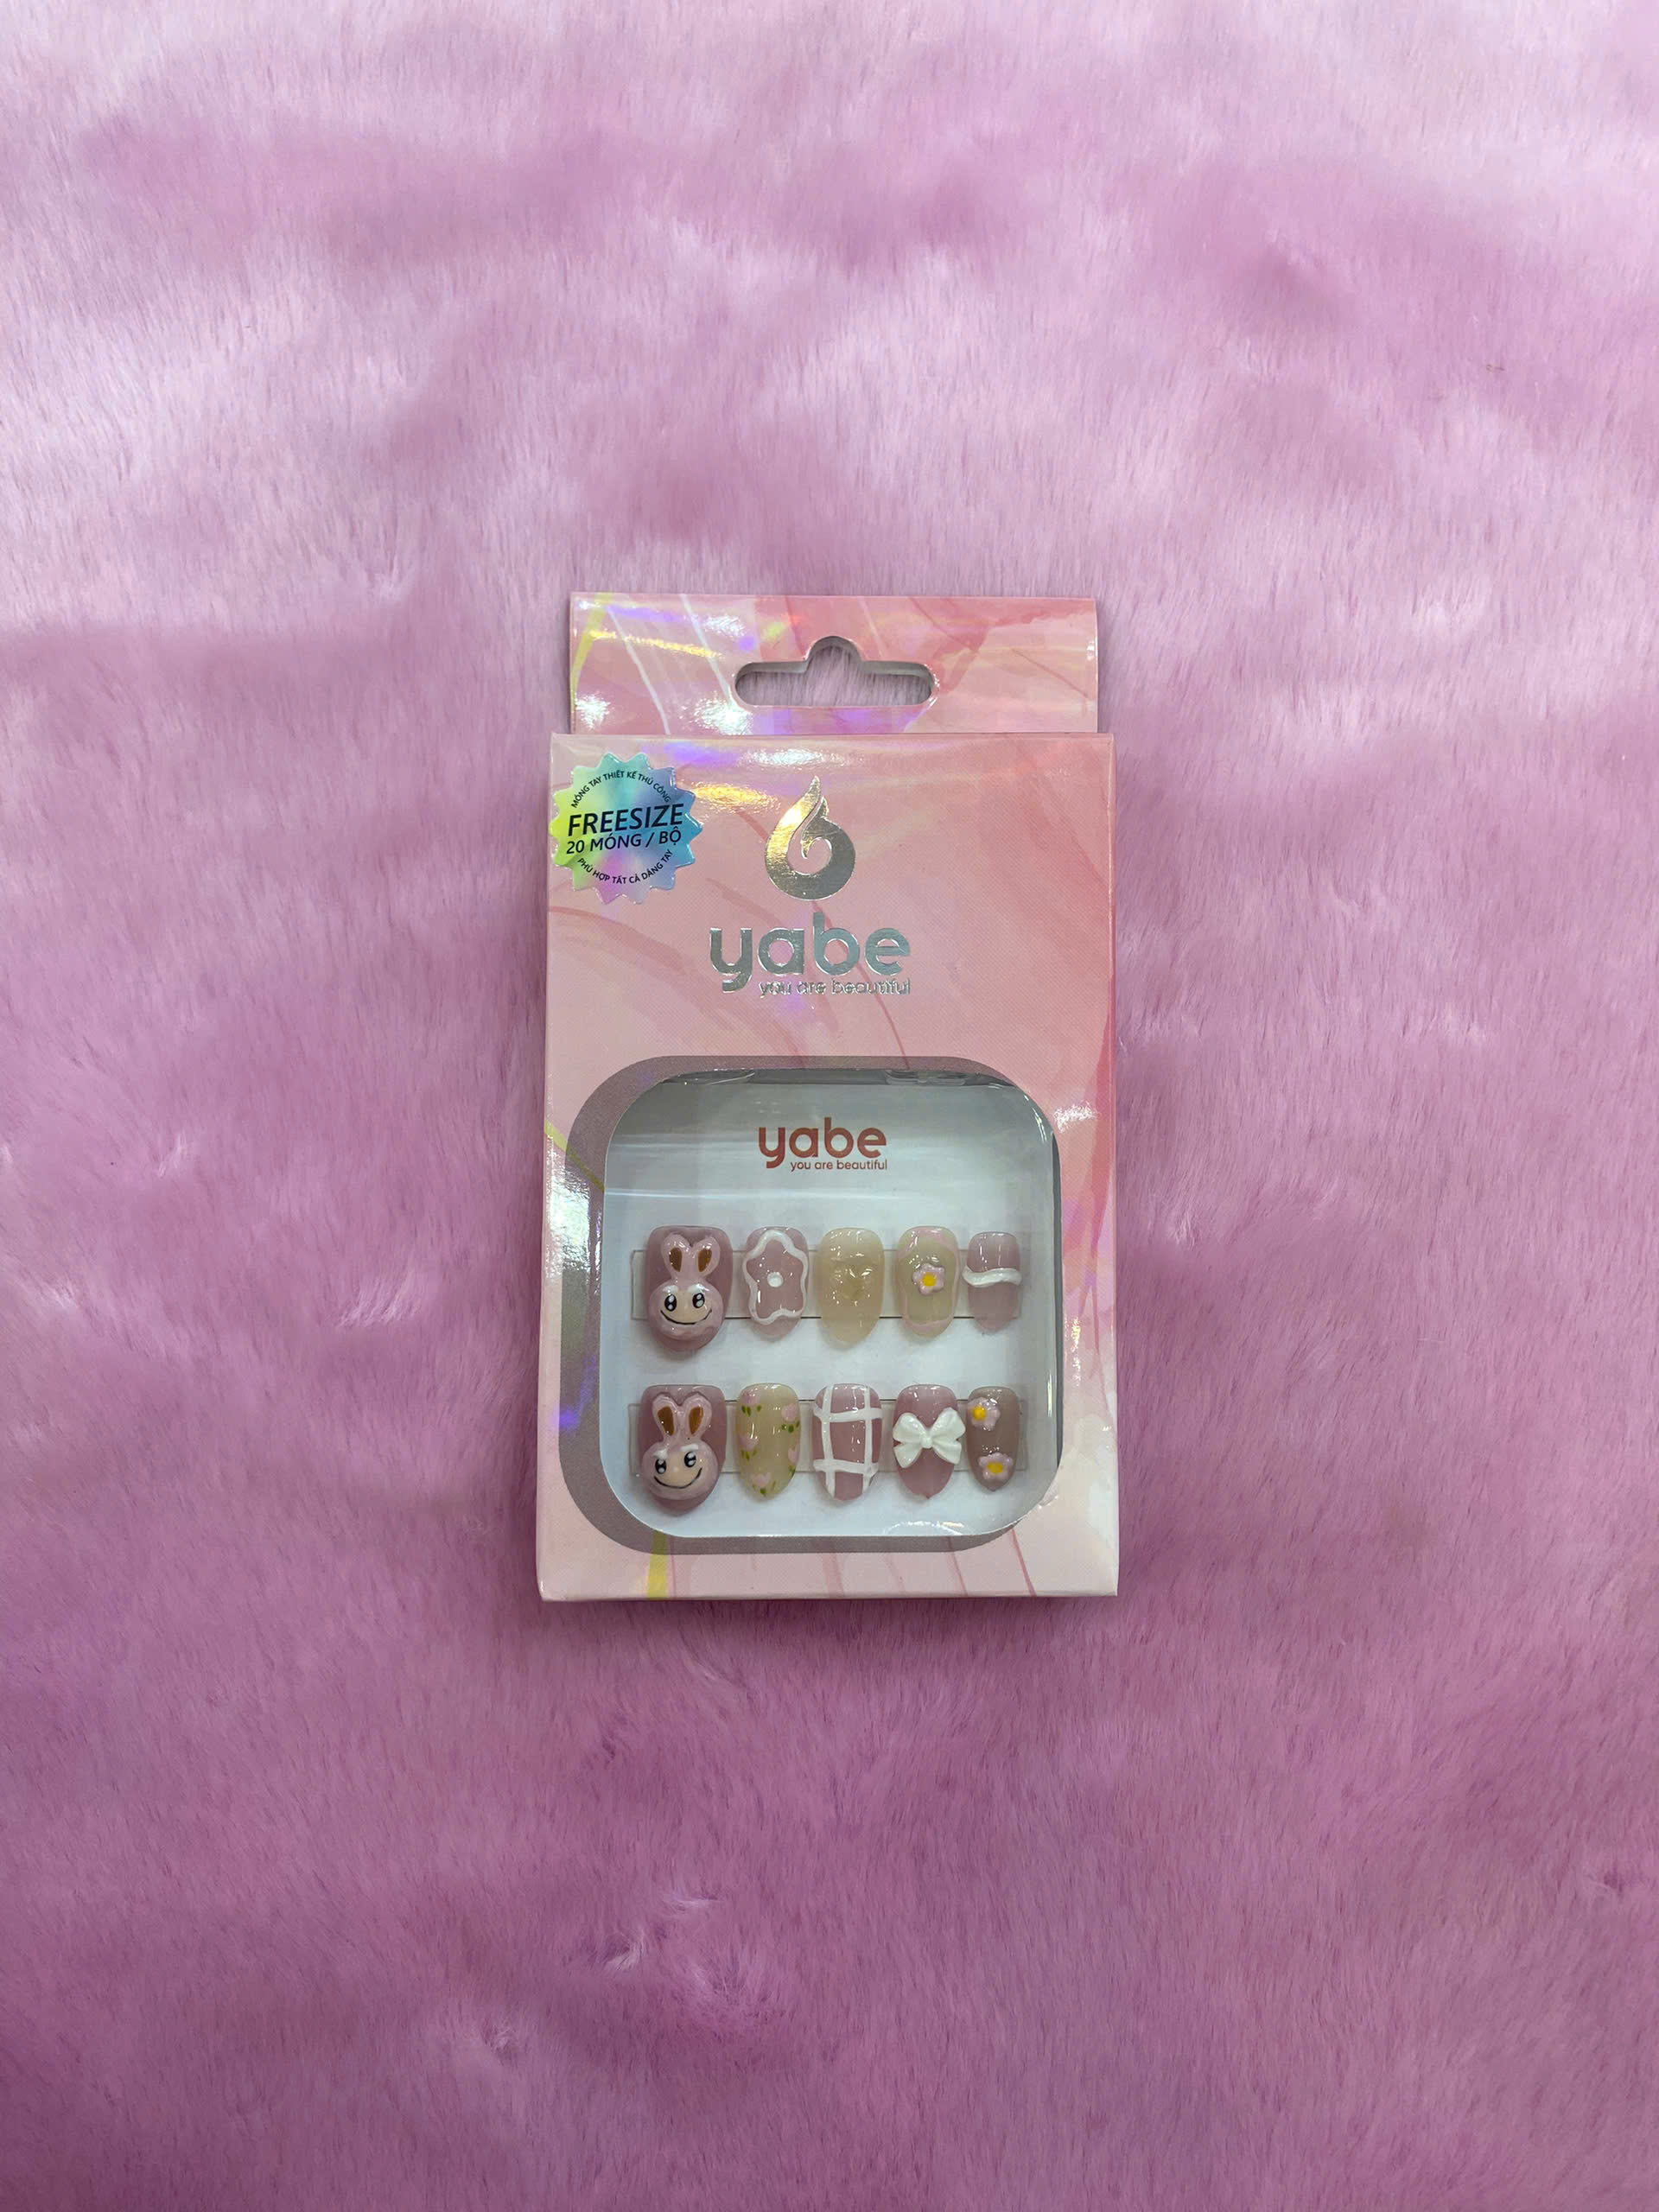 MÓNG TAY THIẾT KẾ THỦ CÔNG
FREESIZE
20 MÓNG / BỘ
PHÙ HỢP TẤT CẢ DÁNG TAY
yabe
you are beautiful
yabe
you are beautiful